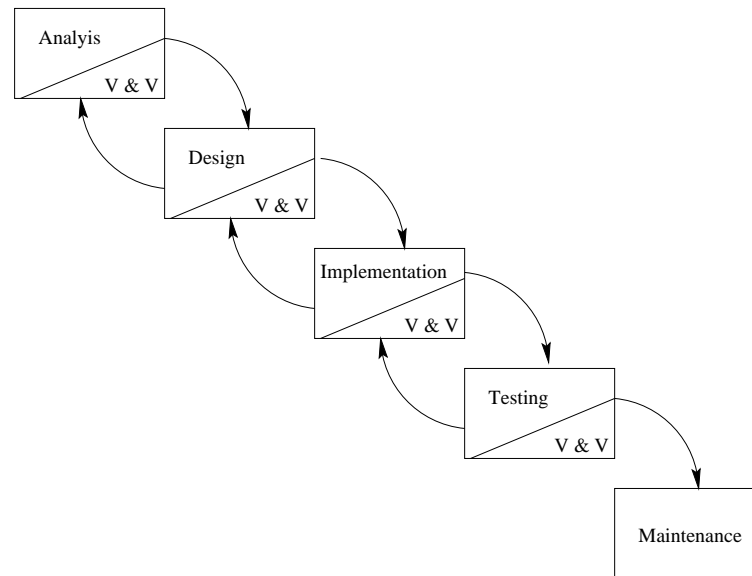 Analyis
V & V
Design
V & V
Implementation
V & V
Testing
V & V
Maintenance